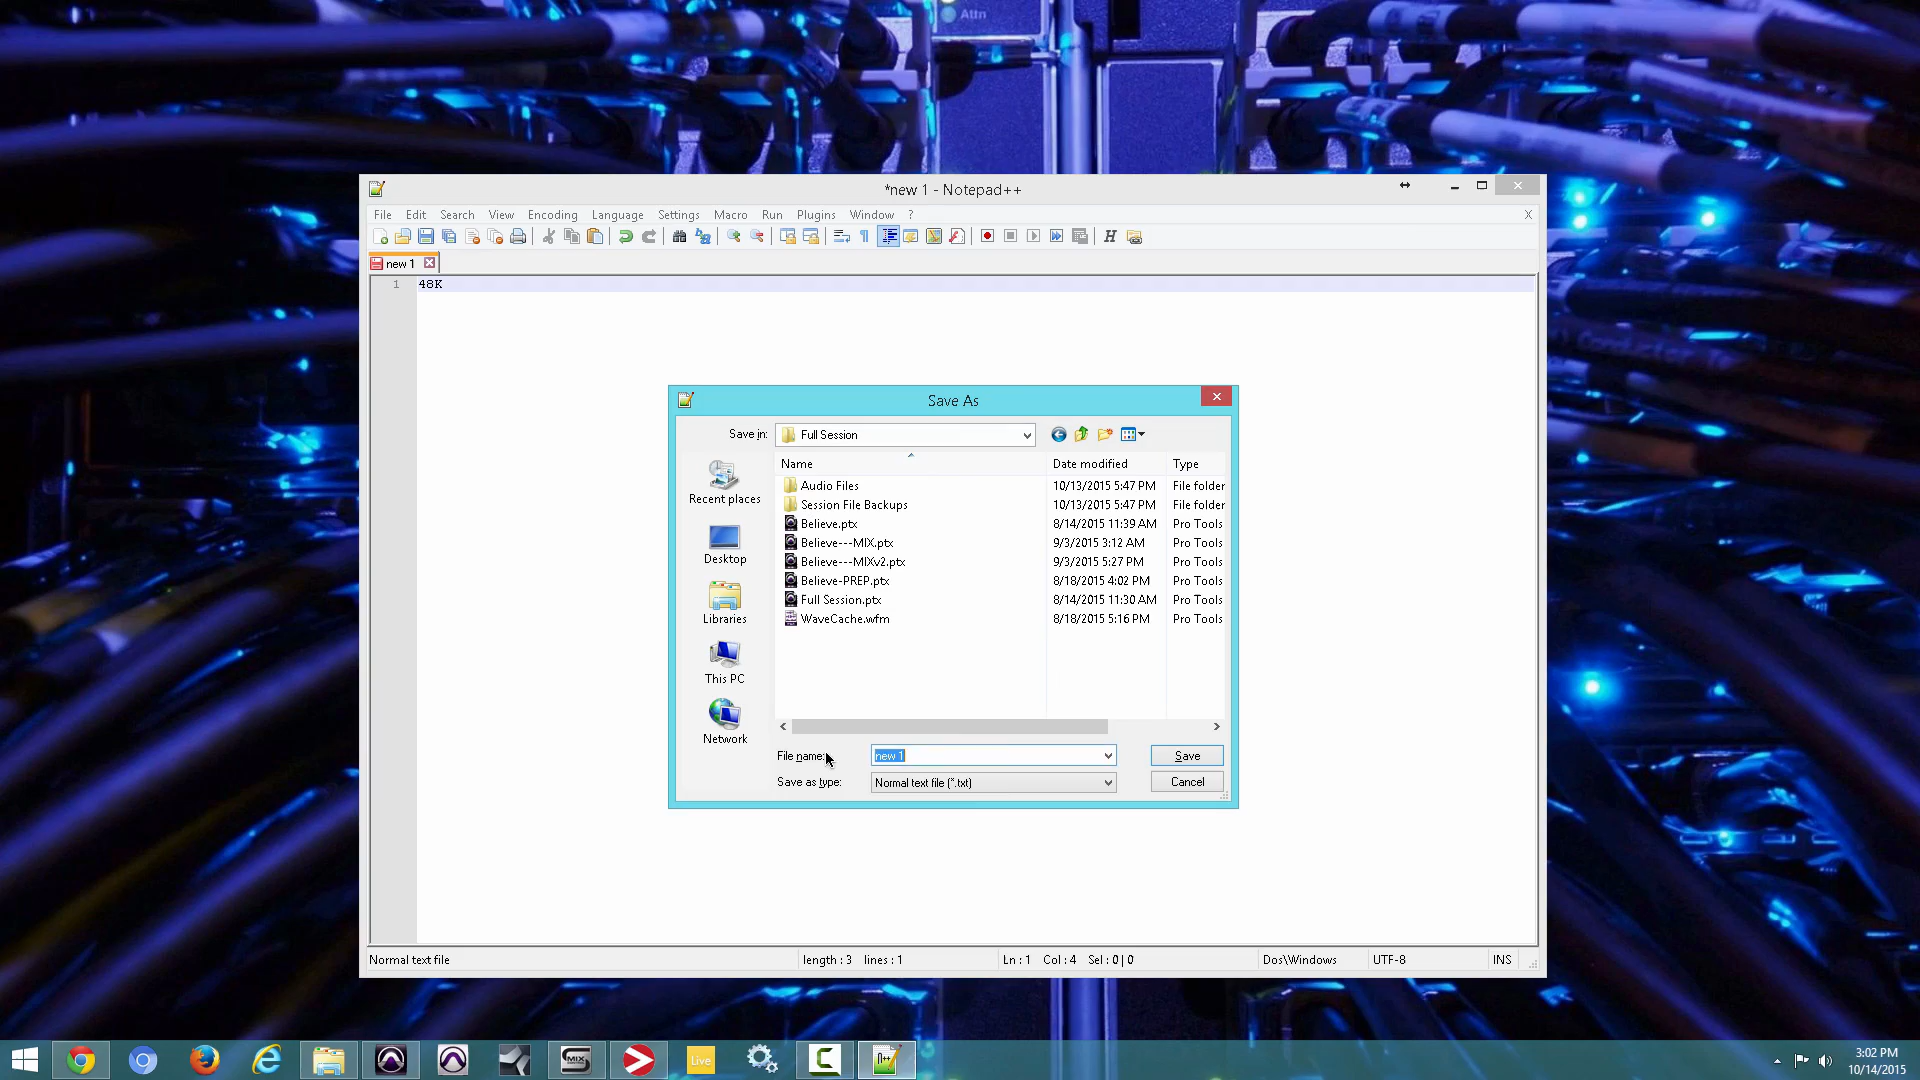 Attn
*new 1 - Notepad++
File Edit Search View Encoding Language Settings Macro Run Plugins Window ?
X
new 1
1 48K
Save As
Save in: Full Session
Name Date modified Type
Audio Files 10/13/2015 5:47 PM File folder
Session File Backups 10/13/2015 5:47 PM File folder
Believe.ptx 8/14/2015 11:39 AM Pro Tools
Believe---MIX.ptx 9/3/2015 3:12 AM Pro Tools
Believe---MIXv2.ptx 9/3/2015 5:27 PM Pro Tools
Believe-PREP.ptx 8/18/2015 4:02 PM Pro Tools
Full Session.ptx 8/14/2015 11:30 AM Pro Tools
WaveCache.wfm 8/18/2015 5:16 PM Pro Tools
Recent places
Desktop
Libraries
This PC
Network
File name: new 1 Save
Save as type: Normal text file (*.txt) Cancel
Normal text file length : 3 lines : 1 Ln : 1 Col : 4 Sel : 0 | 0 Dos\Windows UTF-8 INS
MIX
Live
3:02 PM
10/14/2015